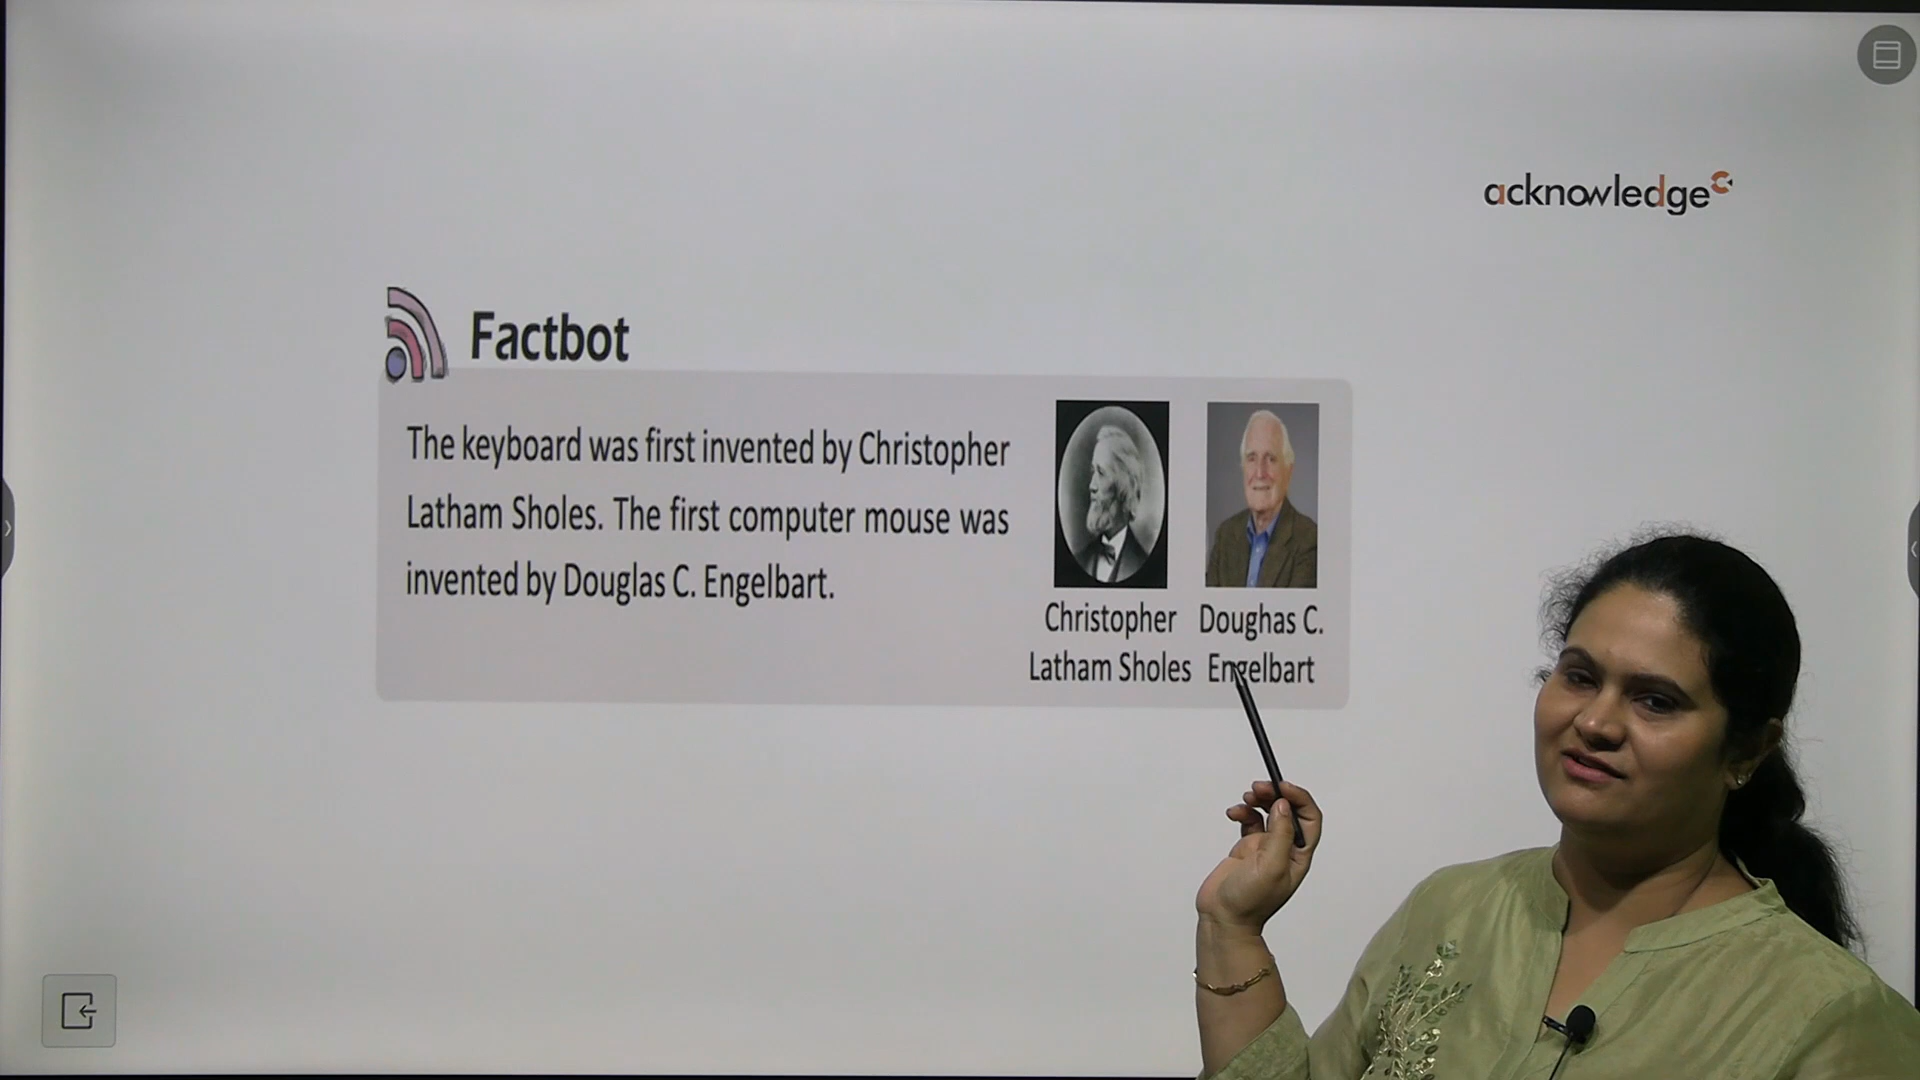 acknowledge
Factbot
The keyboard was first invented by Christopher
Latham Sholes. The first computer mouse was
invented by Douglas C. Engelbart.
Christopher
Latham Sholes
Doughas C.
Engelbart